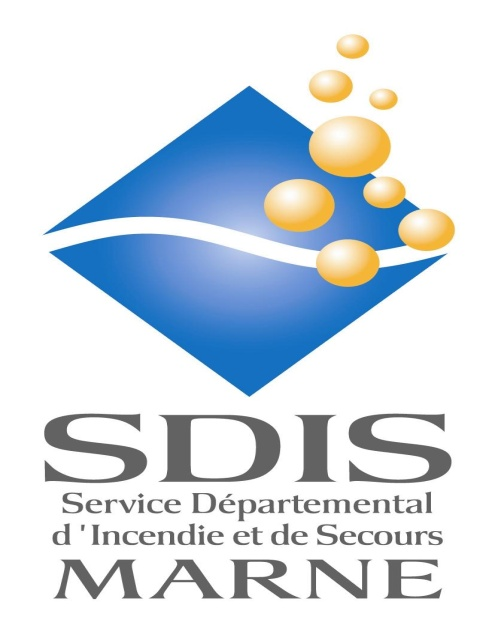 SDIS
Service Départemental
d'Incendie et de Secours
MARNE